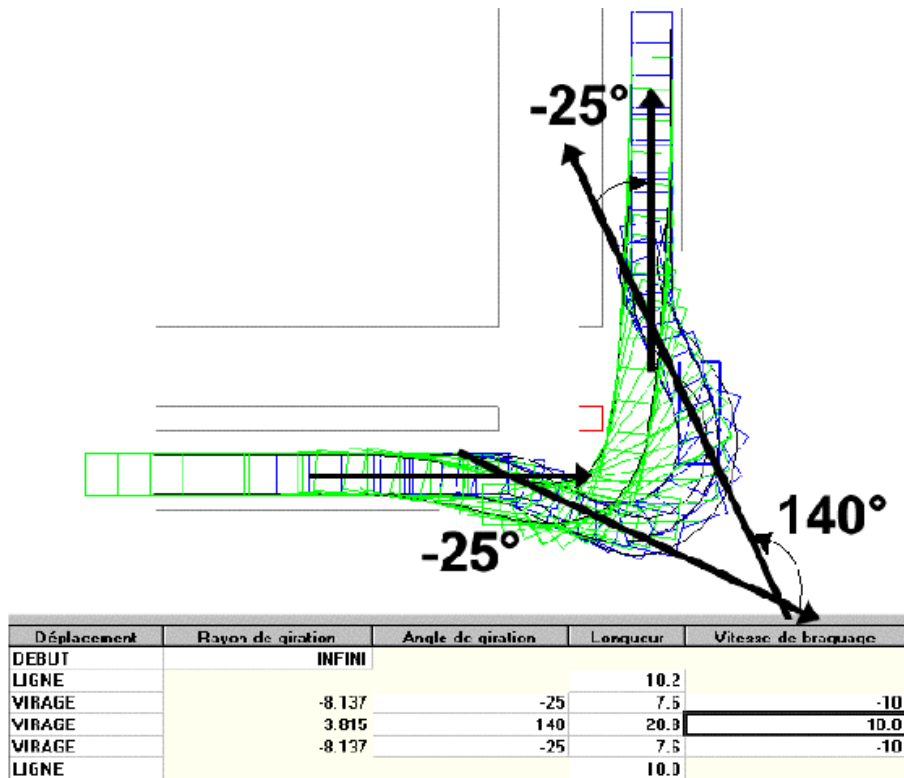 -25°
140°
-25°
Déplacement Rayon de giration Angle de giration Longueur Vitesse de braquage
DEBUT INFINI
LIGNE 10.2
VIRAGE -8.137 -25 7.6 -10
VIRAGE 3.815 140 20.8 10.0
VIRAGE -8.137 -25 7.6 -10
LIGNE 10.0